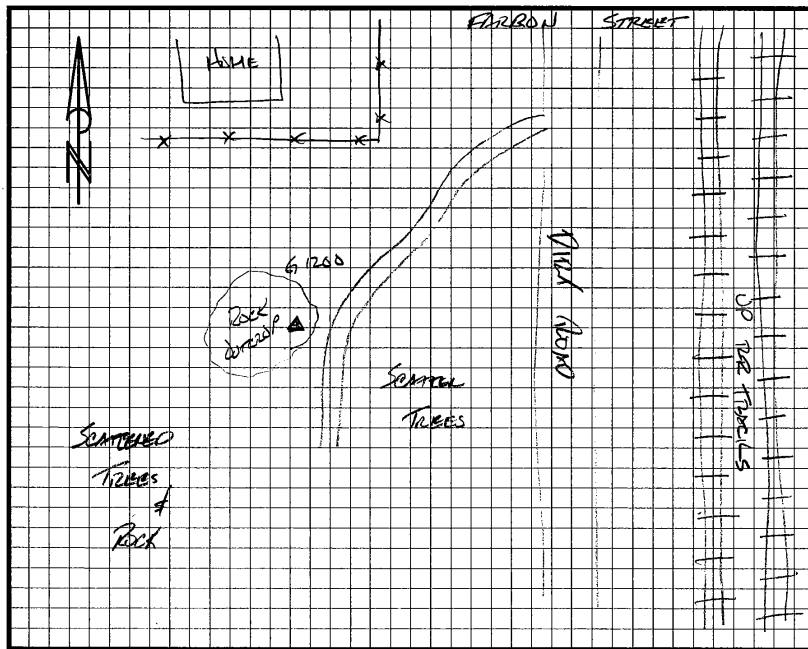 FARBON STREET
HOME
N
G 1200
ROCK
OUTCROP
DIRT ROAD
UP RR TRACKS
SCATTER
TREES
SCATTERED
TREES
&
ROCK